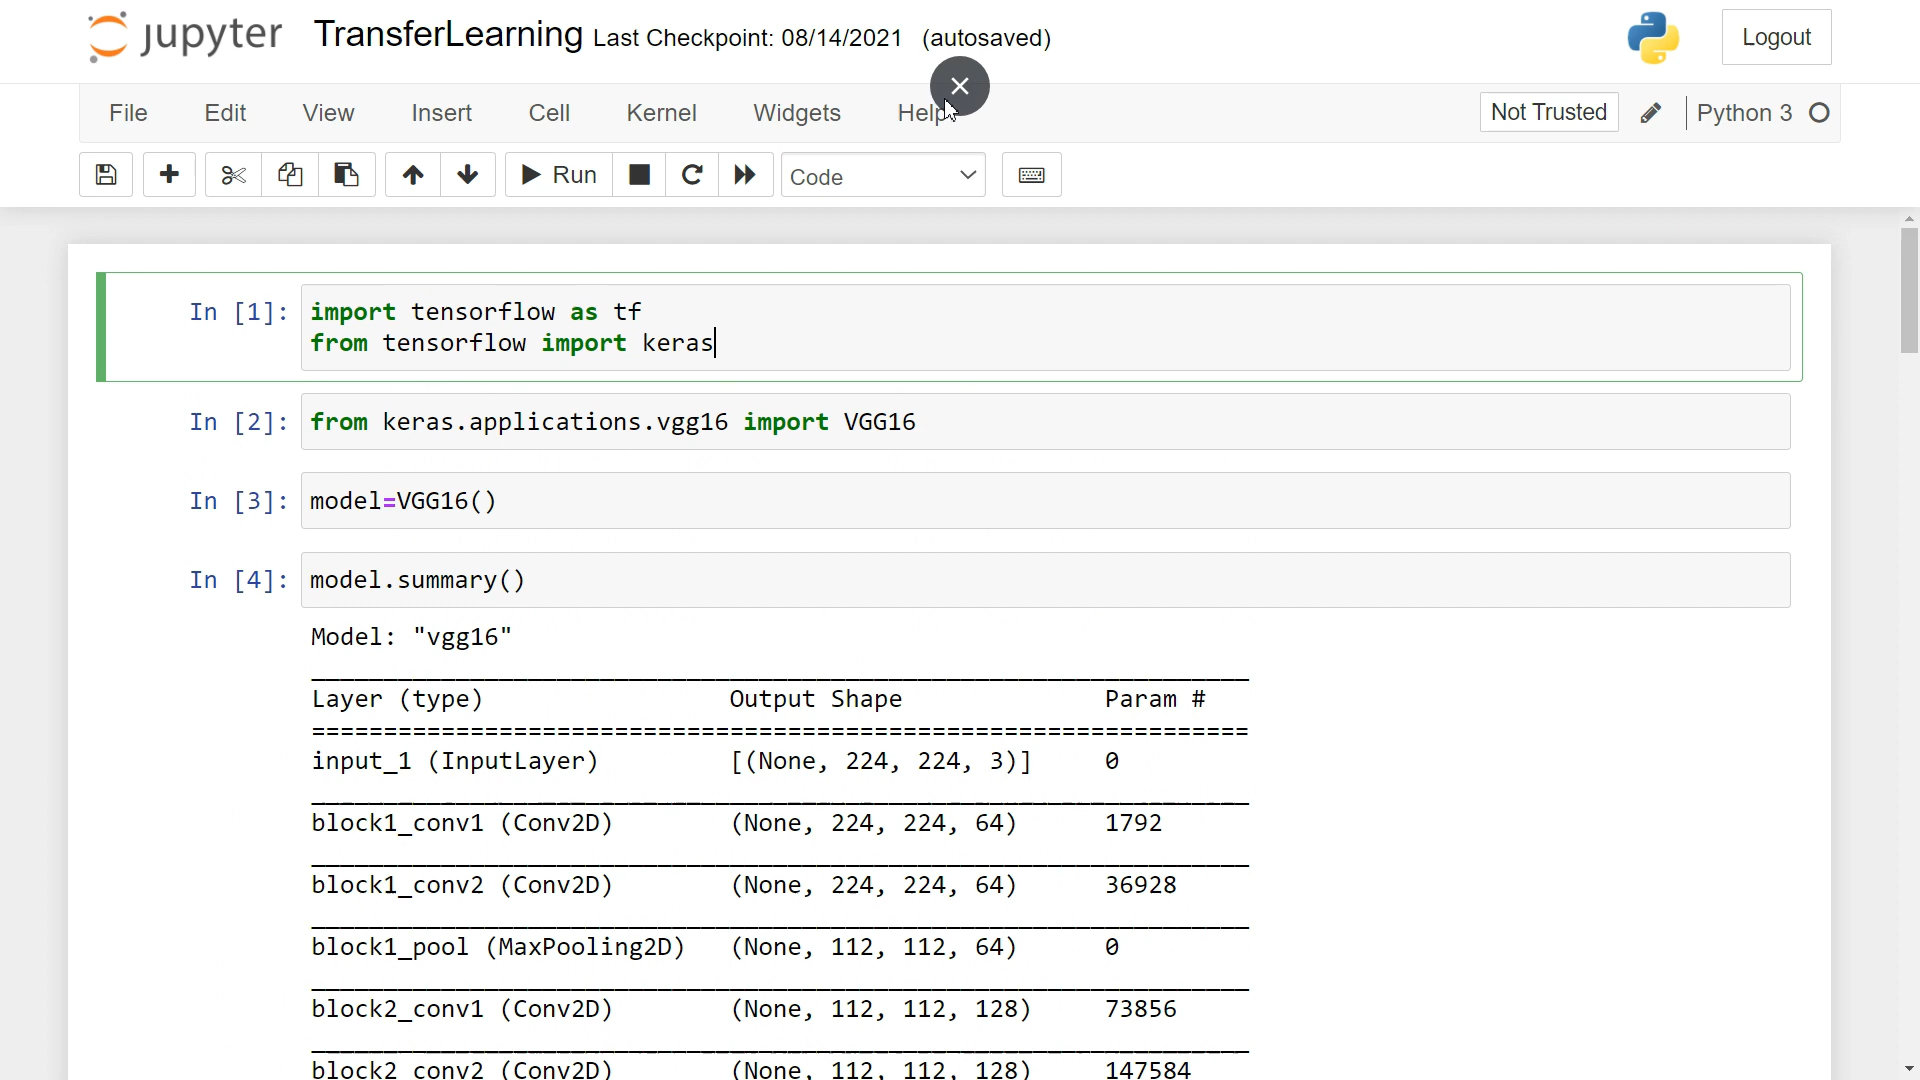 jupyter TransferLearning Last Checkpoint: 08/14/2021 (autosaved) Logout
File Edit View Insert Cell Kernel Widgets Help Not Trusted Python 3
Run Code
In [1]: import tensorflow as tf
from tensorflow import keras
In [2]: from keras.applications.vgg16 import VGG16
In [3]: model=VGG16()
In [4]: model.summary()
Model: "vgg16"
Layer (type) Output Shape Param #
=================================================================
input_1 (InputLayer) [(None, 224, 224, 3)] 0
block1_conv1 (Conv2D) (None, 224, 224, 64) 1792
block1_conv2 (Conv2D) (None, 224, 224, 64) 36928
block1_pool (MaxPooling2D) (None, 112, 112, 64) 0
block2_conv1 (Conv2D) (None, 112, 112, 128) 73856
block2_conv2 (Conv2D) (None, 112, 112, 128) 147584